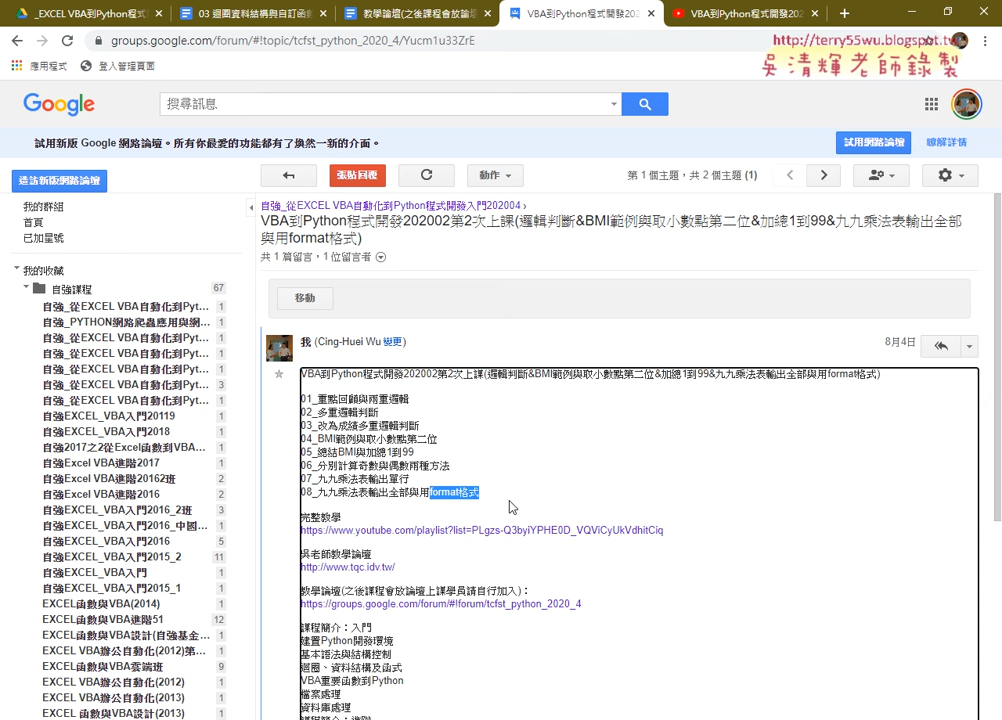 _EXCEL VBA到Python程式
03 迴圈資料結構與自訂函
教學論壇(之後課程會放論壇
VBA到Python程式開發202
VBA到Python程式開發202
groups.google.com/forum/#!topic/tcfst_python_2020_4/Yucm1u33ZrE
http://terry55wu.blogspot.tw
吳清輝老師錄製
應用程式
登入管理頁面
Google
搜尋訊息
試用新版 Google 網路論壇。所有你最愛的功能都有了煥然一新的介面。
試用網路論壇
瞭解詳情
造訪新版網路論壇
張貼回覆
動作
第 1 個主題，共 2 個主題 (1)
我的群組
首頁
已加星號
我的收藏
自強課程 67
自強_從EXCEL VBA自動化到Pyt... 1
自強_PYTHON網路爬蟲應用與網... 1
自強_從EXCEL VBA自動化到Pyt... 1
自強_從EXCEL VBA自動化到Pyt... 1
自強_從EXCEL VBA自動化到Pyt... 1
自強_從EXCEL VBA自動化到Pyt... 3
自強_從EXCEL VBA自動化到Pyt... 1
自強EXCEL_VBA入門20119 1
自強EXCEL_VBA入門2018 1
自強2017之2從Excel函數到VBA... 1
自強Excel VBA進階2017 1
自強Excel VBA進階20162班 2
自強Excel VBA進階2016 2
自強EXCEL_VBA入門2016_2班 3
自強EXCEL_VBA入門2016_中國... 1
自強EXCEL_VBA入門2016 5
自強EXCEL_VBA入門2015_2 11
自強EXCEL_VBA入門 1
自強EXCEL_VBA入門2015_1 1
EXCEL函數與VBA(2014) 1
EXCEL函數與VBA進階51 12
EXCEL函數與VBA設計(自強基金... 1
EXCEL VBA辦公自動化(2012)第... 1
EXCEL函數與VBA雲端班 9
EXCEL VBA辦公自動化(2012) 1
EXCEL VBA辦公自動化(2013) 1
EXCEL 函數與VBA設計(2013) 1
自強_從EXCEL VBA自動化到Python程式開發入門202004 ›
VBA到Python程式開發202002第2次上課(邏輯判斷&BMI範例與取小數點第二位&加總1到99&九九乘法表輸出全部
與用format格式)
共 1 篇留言，1 位留言者
移動
我 (Cing-Huei Wu 變更)
8月4日
VBA到Python程式開發202002第2次上課(邏輯判斷&BMI範例與取小數點第二位&加總1到99&九九乘法表輸出全部與用format格式)
01_重點回顧與兩重邏輯
02_多重邏輯判斷
03_改為成績多重邏輯判斷
04_BMI範例與取小數點第二位
05_總結BMI與加總1到99
06_分別計算奇數與偶數兩種方法
07_九九乘法表輸出單行
08_九九乘法表輸出全部與用format格式
完整教學
https://www.youtube.com/playlist?list=PLgzs-Q3byiYPHE0D_VQViCyUkVdhitCiq
吳老師教學論壇
http://www.tqc.idv.tw/
教學論壇(之後課程會放論壇上課學員請自行加入)：
https://groups.google.com/forum/#!forum/tcfst_python_2020_4
課程簡介：入門
建置Python開發環境
基本語法與結構控制
迴圈、資料結構及函式
VBA重要函數到Python
檔案處理
資料庫處理
課程簡介：進階